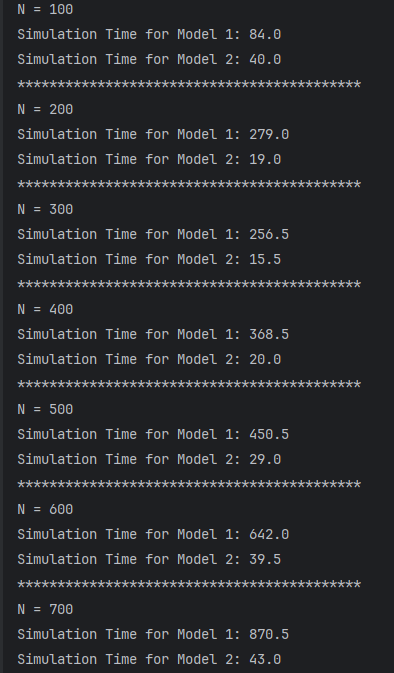 N = 100
Simulation Time for Model 1: 84.0
Simulation Time for Model 2: 40.0
*******************************************
N = 200
Simulation Time for Model 1: 279.0
Simulation Time for Model 2: 19.0
*******************************************
N = 300
Simulation Time for Model 1: 256.5
Simulation Time for Model 2: 15.5
*******************************************
N = 400
Simulation Time for Model 1: 368.5
Simulation Time for Model 2: 20.0
*******************************************
N = 500
Simulation Time for Model 1: 450.5
Simulation Time for Model 2: 29.0
*******************************************
N = 600
Simulation Time for Model 1: 642.0
Simulation Time for Model 2: 39.5
*******************************************
N = 700
Simulation Time for Model 1: 870.5
Simulation Time for Model 2: 43.0